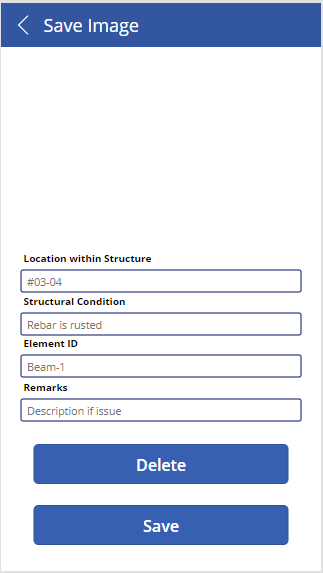 Save Image
Location within Structure
#03-04
Structural Condition
Rebar is rusted
Element ID
Beam-1
Remarks
Description if issue
Delete
Save